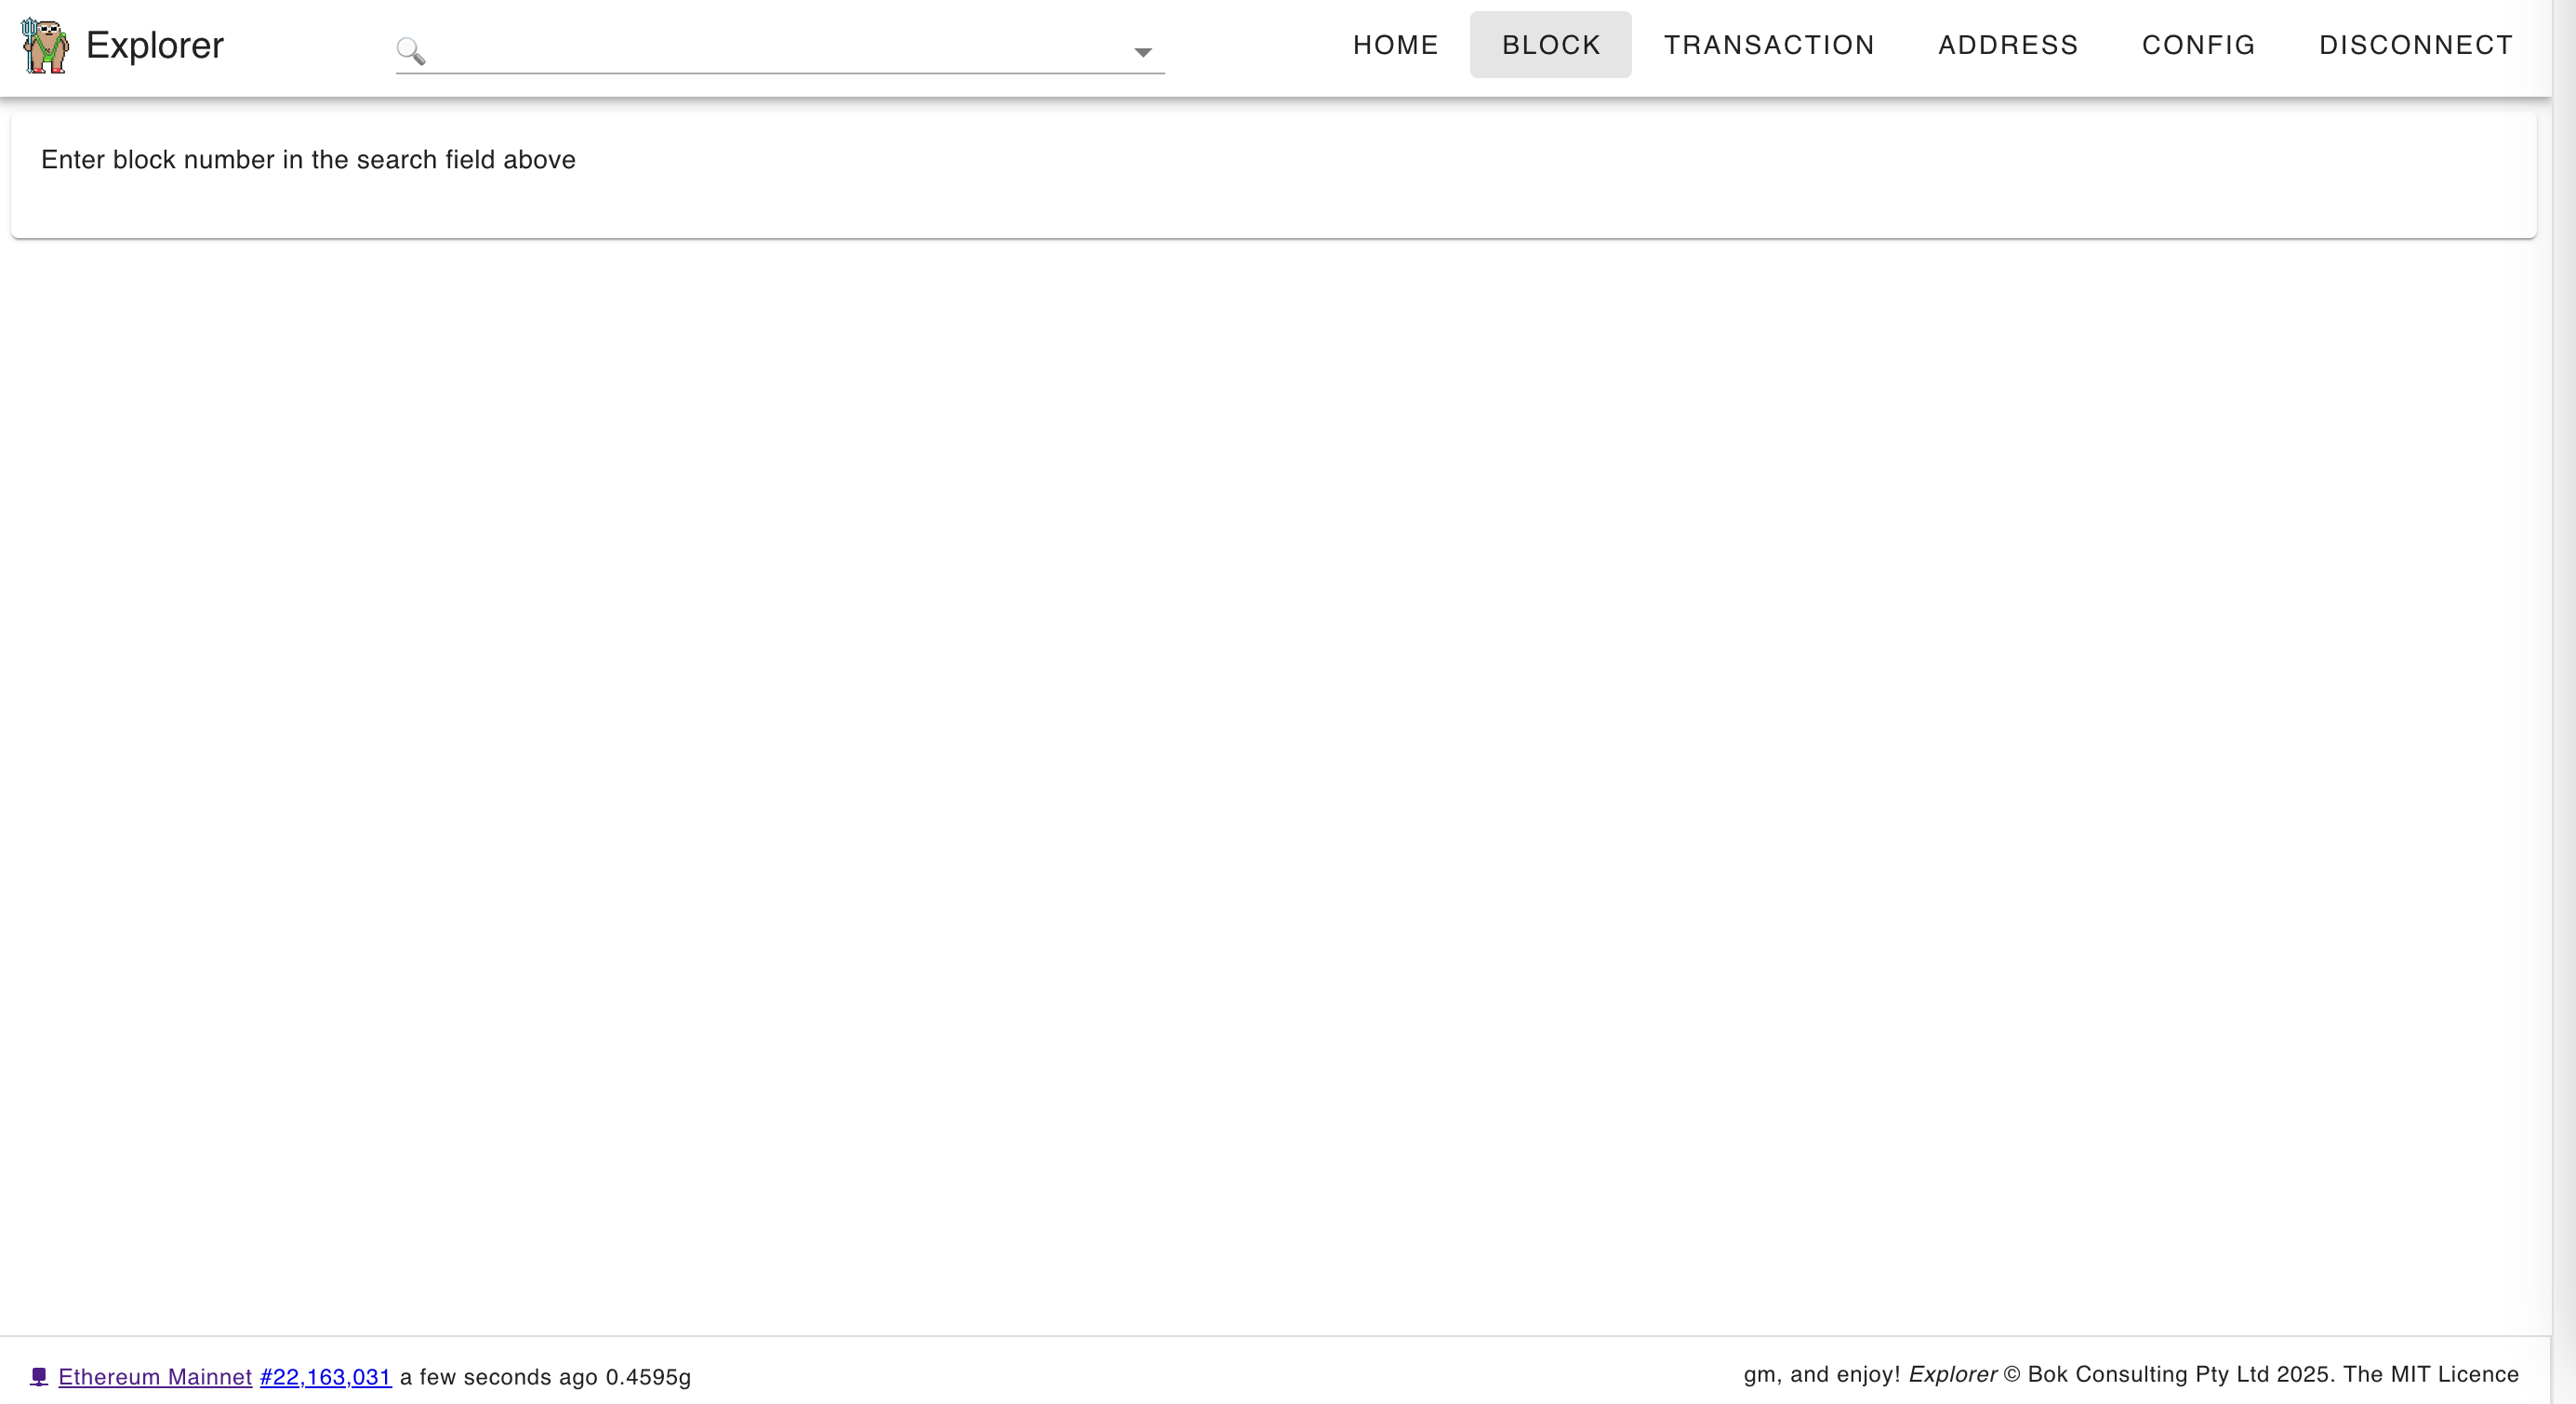 Explorer
HOME BLOCK TRANSACTION ADDRESS CONFIG DISCONNECT
Enter block number in the search field above
Ethereum Mainnet #22,163,031 a few seconds ago 0.4595g
gm, and enjoy! Explorer © Bok Consulting Pty Ltd 2025. The MIT Licence